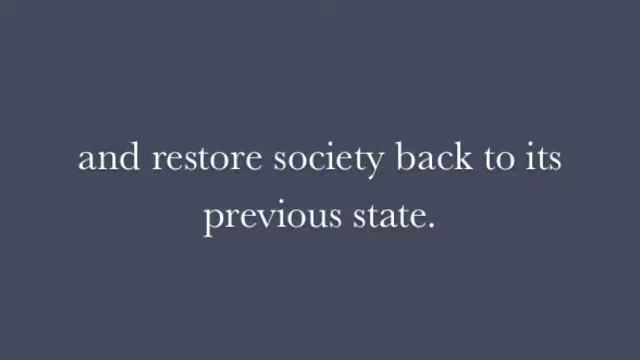 and restore society back to its
previous state.